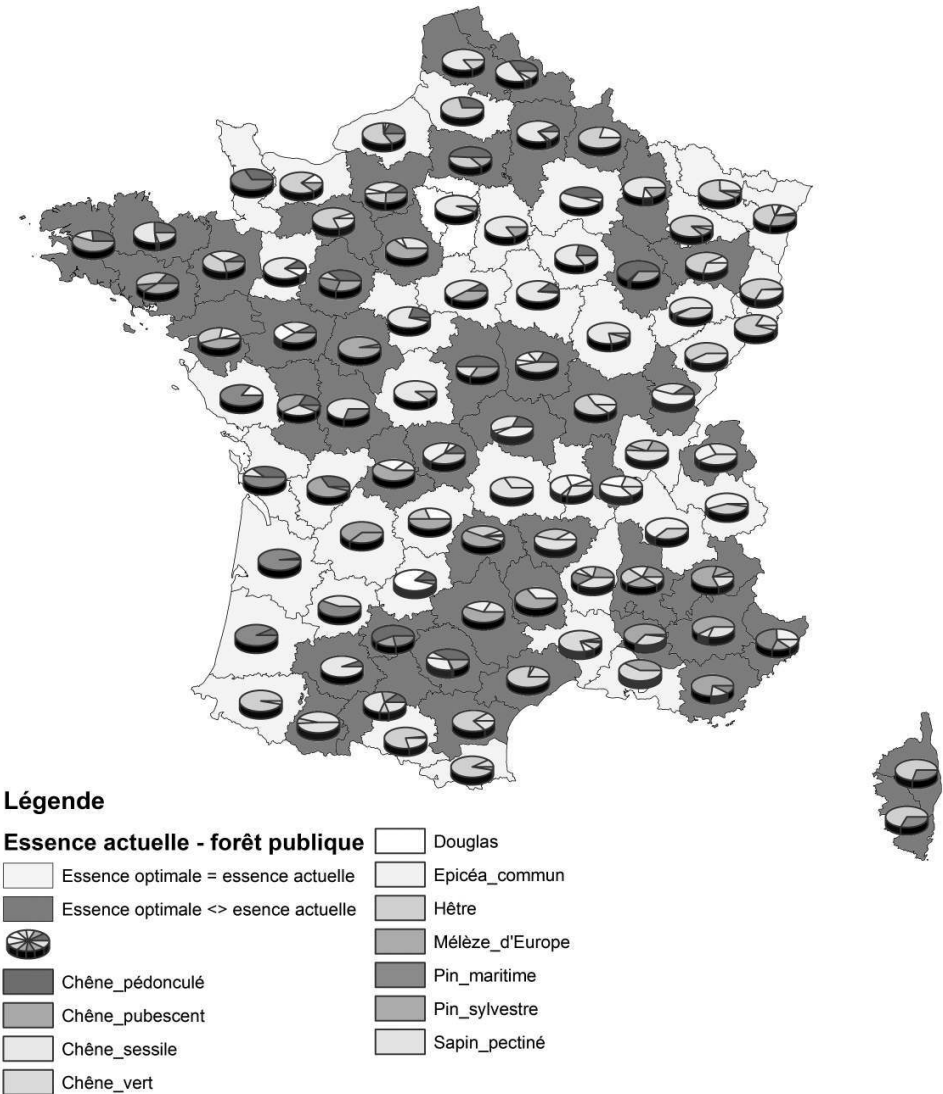 Légende
Essence actuelle - forêt publique
Essence optimale = essence actuelle
Essence optimale <> esence actuelle
Chêne_pédonculé
Chêne_pubescent
Chêne_sessile
Chêne_vert
Douglas
Epicéa_commun
Hêtre
Mélèze_d'Europe
Pin_maritime
Pin_sylvestre
Sapin_pectiné